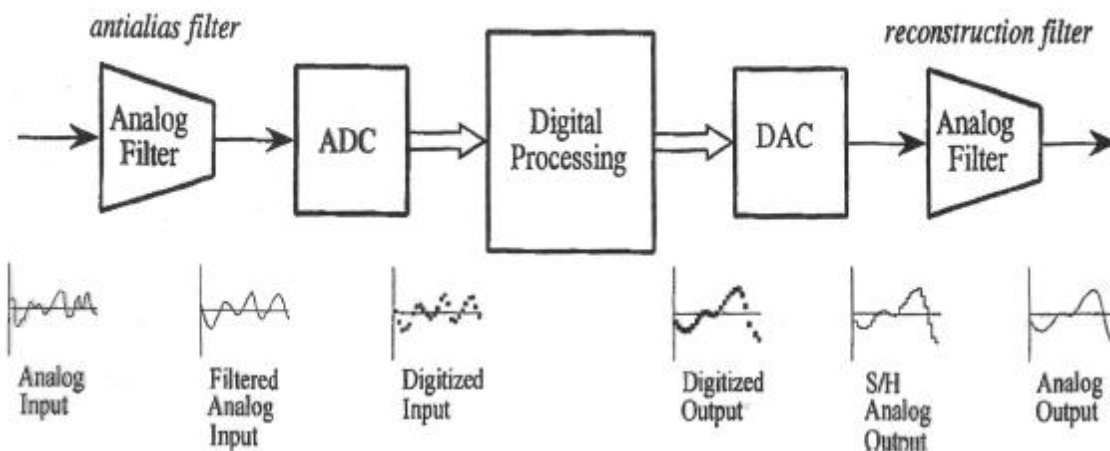 antialias filter
reconstruction filter
Analog
Filter
ADC
Digital
Processing
DAC
Analog
Filter
Analog
Input
Filtered
Analog
Input
Digitized
Input
Digitized
Output
S/H
Analog
Output
Analog
Output